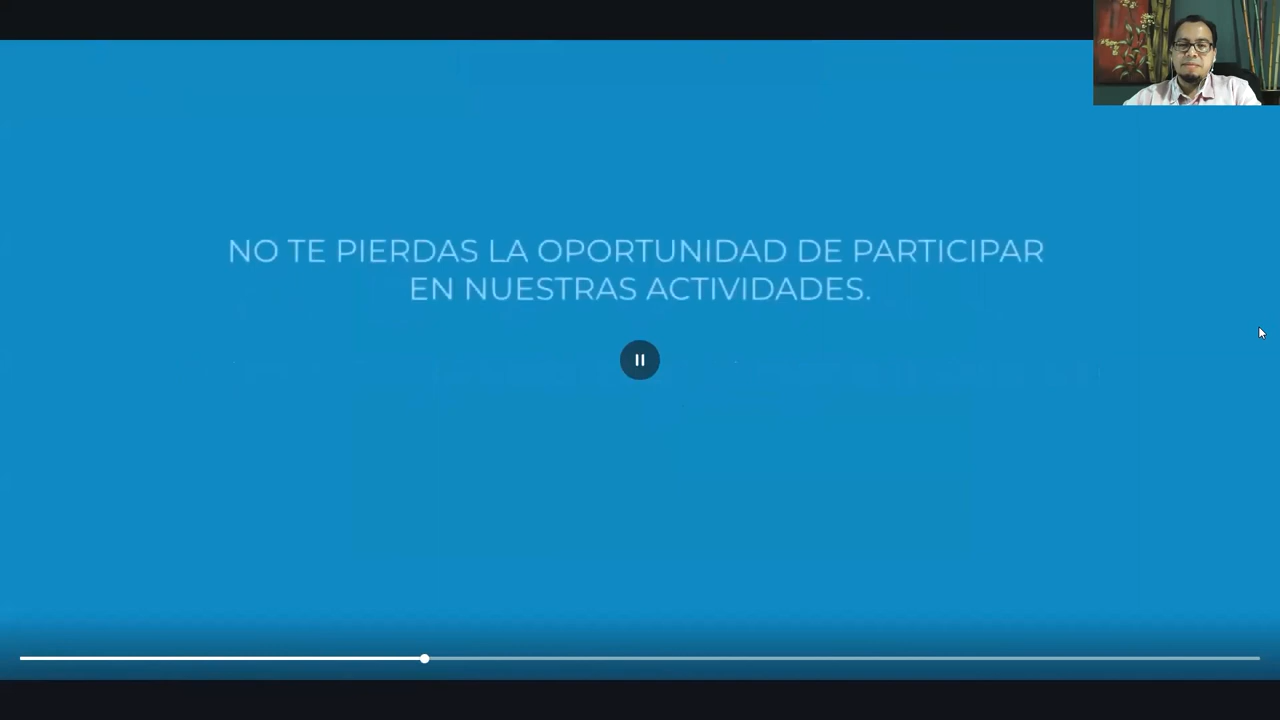 NO TE PIERDAS LA OPORTUNIDAD DE PARTICIPAR
EN NUESTRAS ACTIVIDADES.